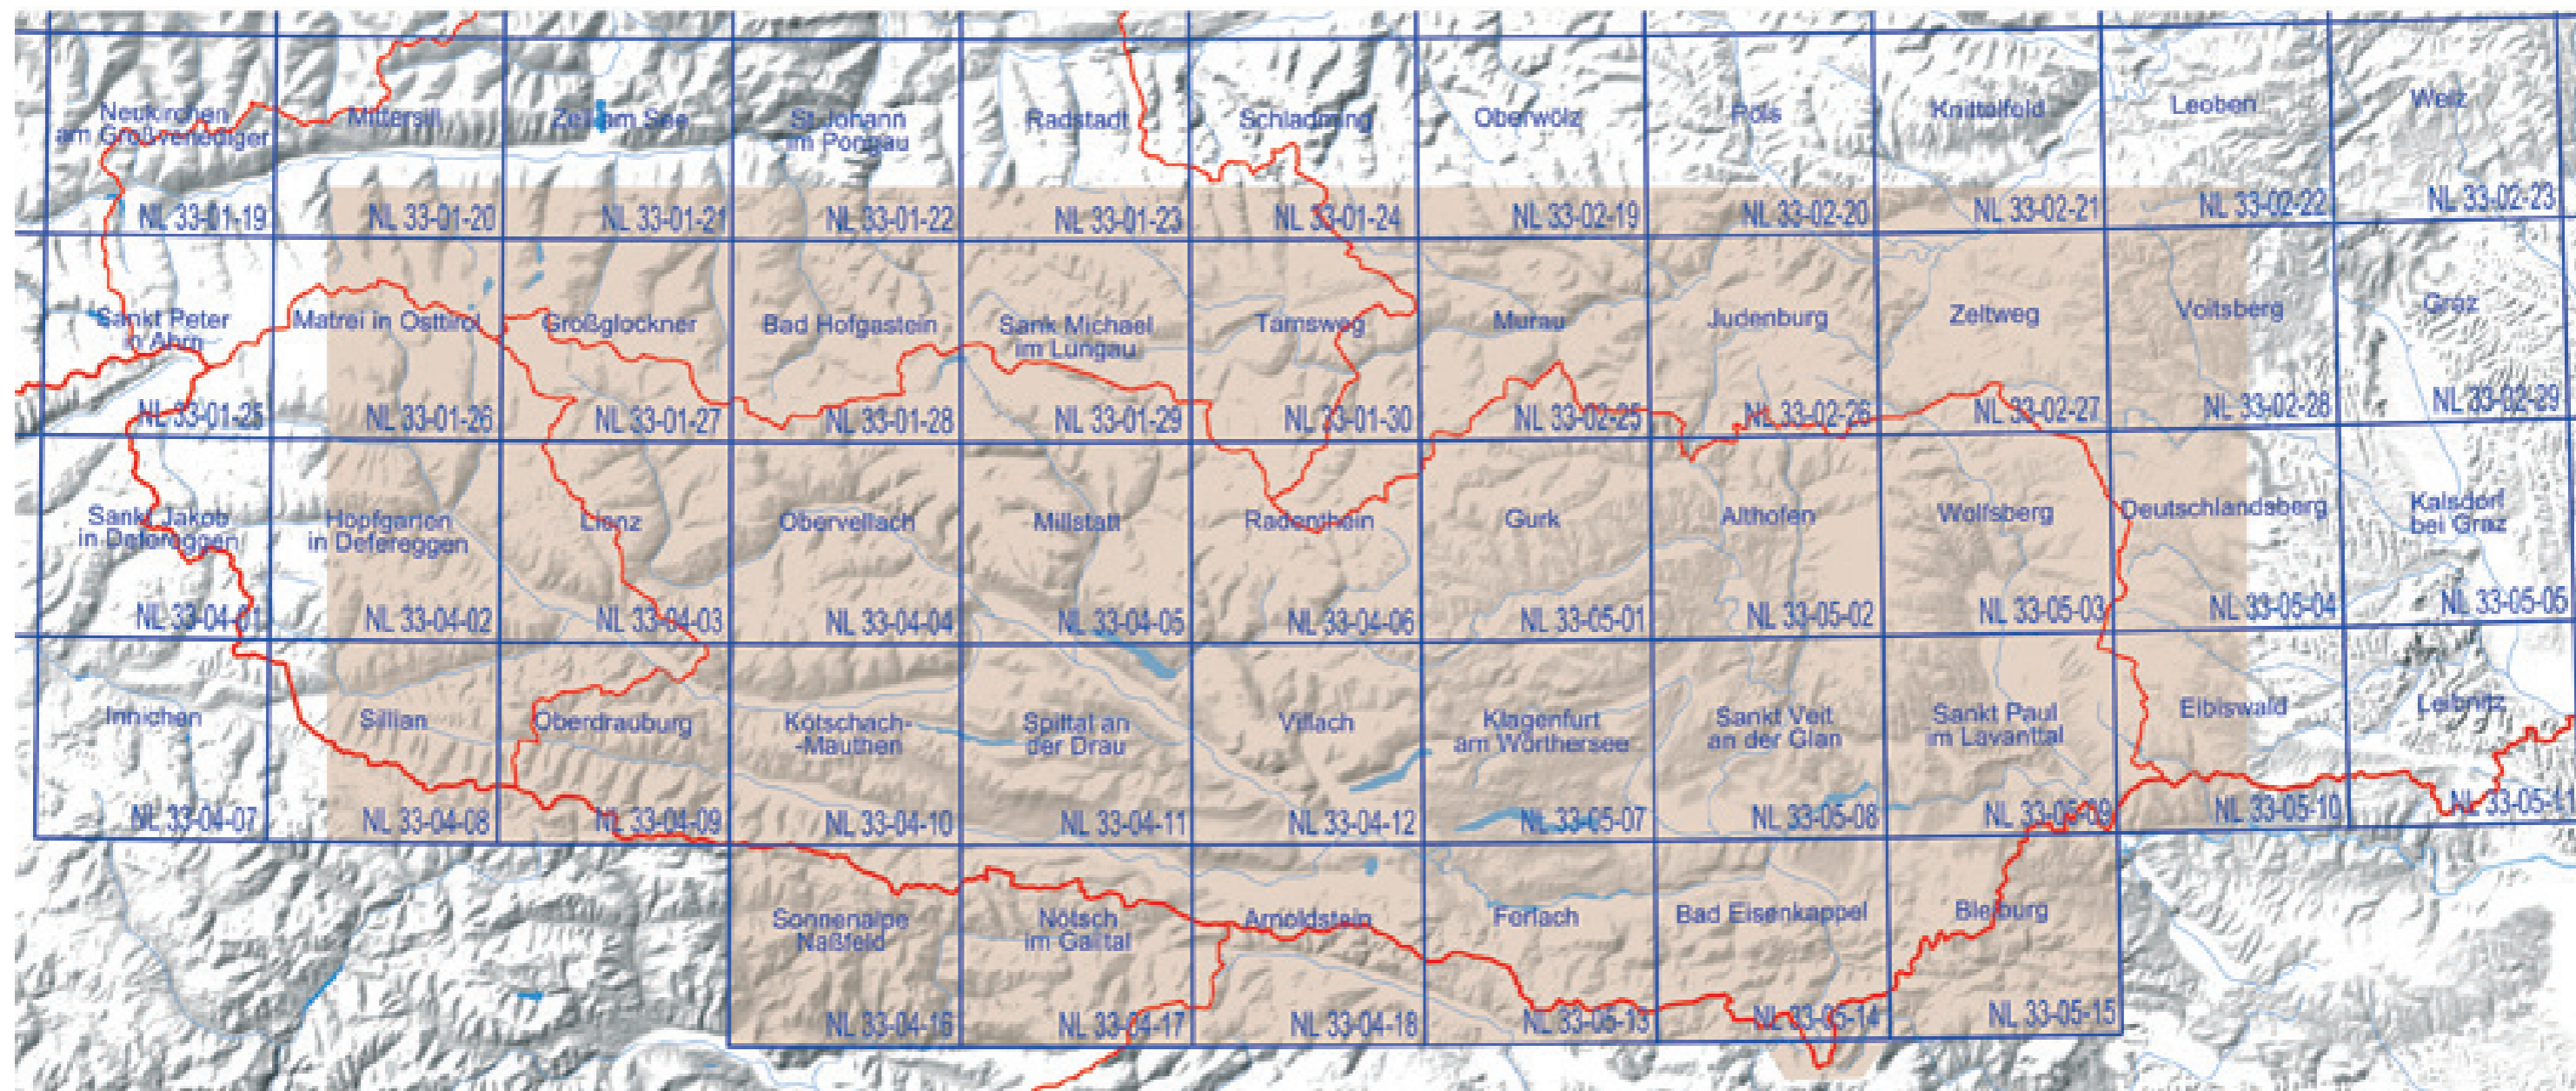 Neukirchen
am Großvenediger
NL 33-01-19
Mittersill
NL 33-01-20
Zell am See
NL 33-01-21
St Johann
im Pongau
NL 33-01-22
Radstadt
NL 33-01-23
Schladming
NL 33-01-24
Oberwölz
NL 33-02-19
Pöls
NL 33-02-20
Knittelfeld
NL 33-02-21
Leoben
NL 33-02-22
Weiz
NL 33-02-23
Sankt Peter
in Ahrn
NL 33-01-25
Matrei in Osttirol
NL 33-01-26
Großglockner
NL 33-01-27
Bad Hofgastein
NL 33-01-28
Sank Michael
im Lungau
NL 33-01-29
Tamsweg
NL 33-01-30
Murau
NL 33-02-25
Judenburg
NL 33-02-26
Zeltweg
NL 33-02-27
Voitsberg
NL 33-02-28
Graz
NL 33-02-29
Sankt Jakob
in Defereggen
NL 33-04-01
Hopfgarten
in Defereggen
NL 33-04-02
Lienz
NL 33-04-03
Obervellach
NL 33-04-04
Millstatt
NL 33-04-05
Radenthein
NL 33-04-06
Gurk
NL 33-05-01
Althofen
NL 33-05-02
Wolfsberg
NL 33-05-03
Deutschlandsberg
NL 33-05-04
Kalsdorf
bei Graz
NL 33-05-05
Innichen
NL 33-04-07
Sillian
NL 33-04-08
Oberdrauburg
NL 33-04-09
Kötschach-
-Mauthen
NL 33-04-10
Spittal an
der Drau
NL 33-04-11
Villach
NL 33-04-12
Klagenfurt
am Wörthersee
NL 33-05-07
Sankt Veit
an der Glan
NL 33-05-08
Sankt Paul
im Lavanttal
NL 33-05-09
Eibiswald
NL 33-05-10
Leibnitz
NL 33-05-11
Sonnenalpe
Naßfeld
NL 33-04-16
Nötsch
im Gailtal
NL 33-04-17
Arnoldstein
NL 33-04-18
Ferlach
NL 33-05-13
Bad Eisenkappel
NL 33-05-14
Bleiburg
NL 33-05-15